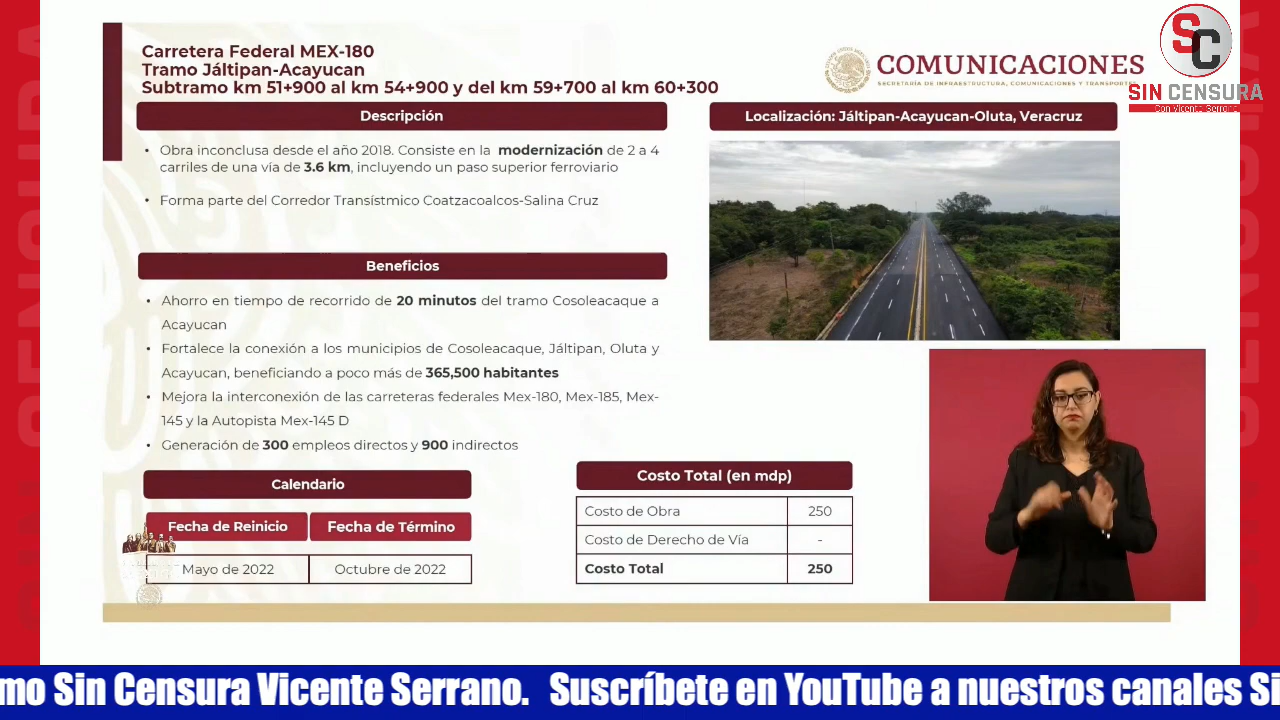 Carretera Federal MEX-180
Tramo Jáltipan-Acayucan
Subtramo km 51+900 al km 54+900 y del km 59+700 al km 60+300
COMUNICACIONES
SECRETARÍA DE INFRAESTRUCTURA, COMUNICACIONES Y TRANSPORTES
SC
SIN CENSURA
Con Vicente Serrano
Descripción
• Obra inconclusa desde el año 2018. Consiste en la modernización de 2 a 4
carriles de una vía de 3.6 km, incluyendo un paso superior ferroviario
• Forma parte del Corredor Transístmico Coatzacoalcos-Salina Cruz
Localización: Jáltipan-Acayucan-Oluta, Veracruz
Beneficios
• Ahorro en tiempo de recorrido de 20 minutos del tramo Cosoleacaque a
Acayucan
• Fortalece la conexión a los municipios de Cosoleacaque, Jáltipan, Oluta y
Acayucan, beneficiando a poco más de 365,500 habitantes
• Mejora la interconexión de las carreteras federales Mex-180, Mex-185, Mex-
145 y la Autopista Mex-145 D
• Generación de 300 empleos directos y 900 indirectos
Calendario
Fecha de Reinicio Fecha de Término
Mayo de 2022 Octubre de 2022
Costo Total (en mdp)
Costo de Obra 250
Costo de Derecho de Vía -
Costo Total 250
mo Sin Censura Vicente Serrano. Suscríbete en YouTube a nuestros canales Si